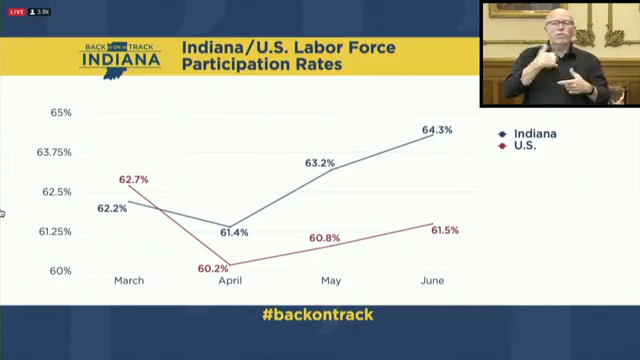 LIVE 3.9k
BACK ON TRACK
INDIANA
Indiana/U.S. Labor Force
Participation Rates
65%
63.75%
62.5%
61.25%
60%
62.7%
62.2%
61.4%
60.2%
63.2%
60.8%
64.3%
61.5%
March
April
May
June
Indiana
U.S.
#backontrack